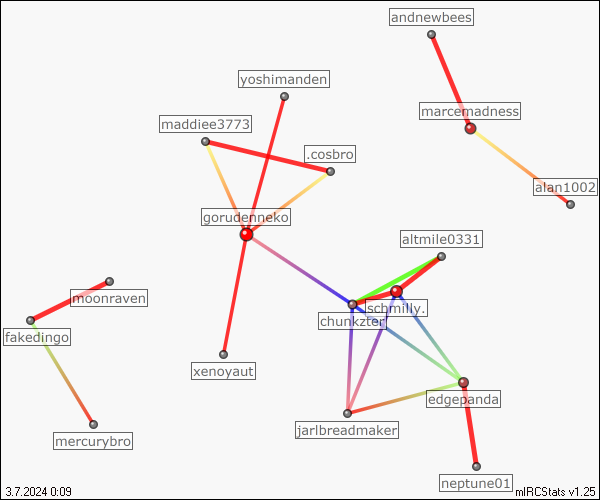 andnewbees
yoshimanden
marcemadness
maddiee3773
.cosbro
alan1002
gorudenneko
altmile0331
moonraven
schmilly.
chunkzter
fakedingo
xenoyaut
edgepanda
jarlbreadmaker
mercurybro
neptune01
3.7.2024 0:09
mIRCStats v1.25